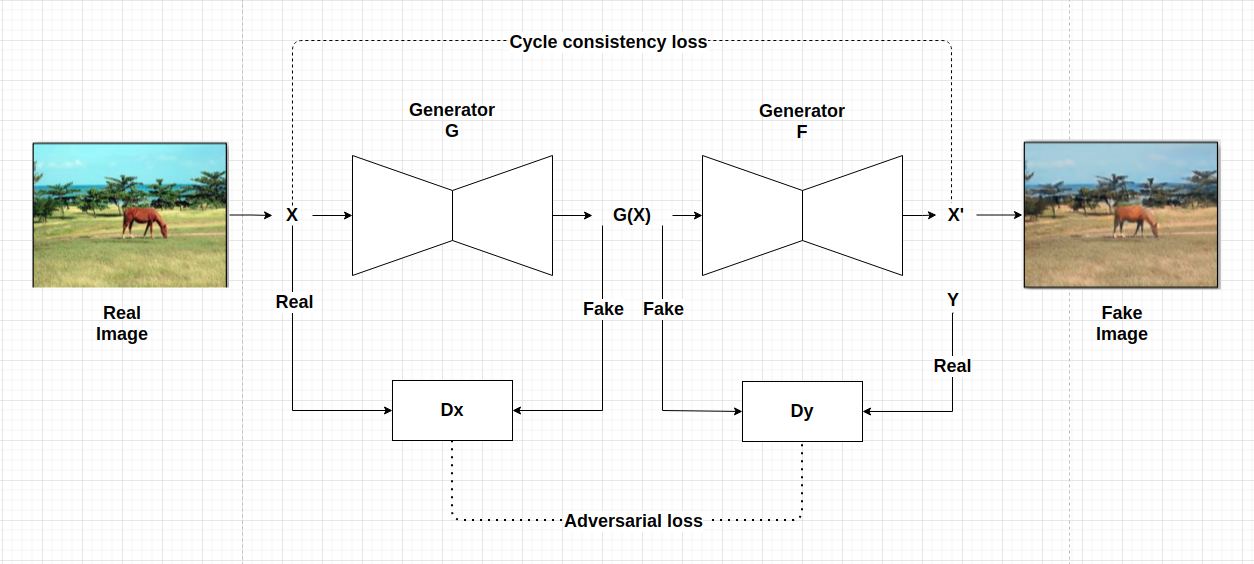 Cycle consistency loss
Generator
G
Generator
F
X
G(X)
X'
Real
Image
Real
Fake
Fake
Y
Fake
Image
Real
Dx
Dy
Adversarial loss